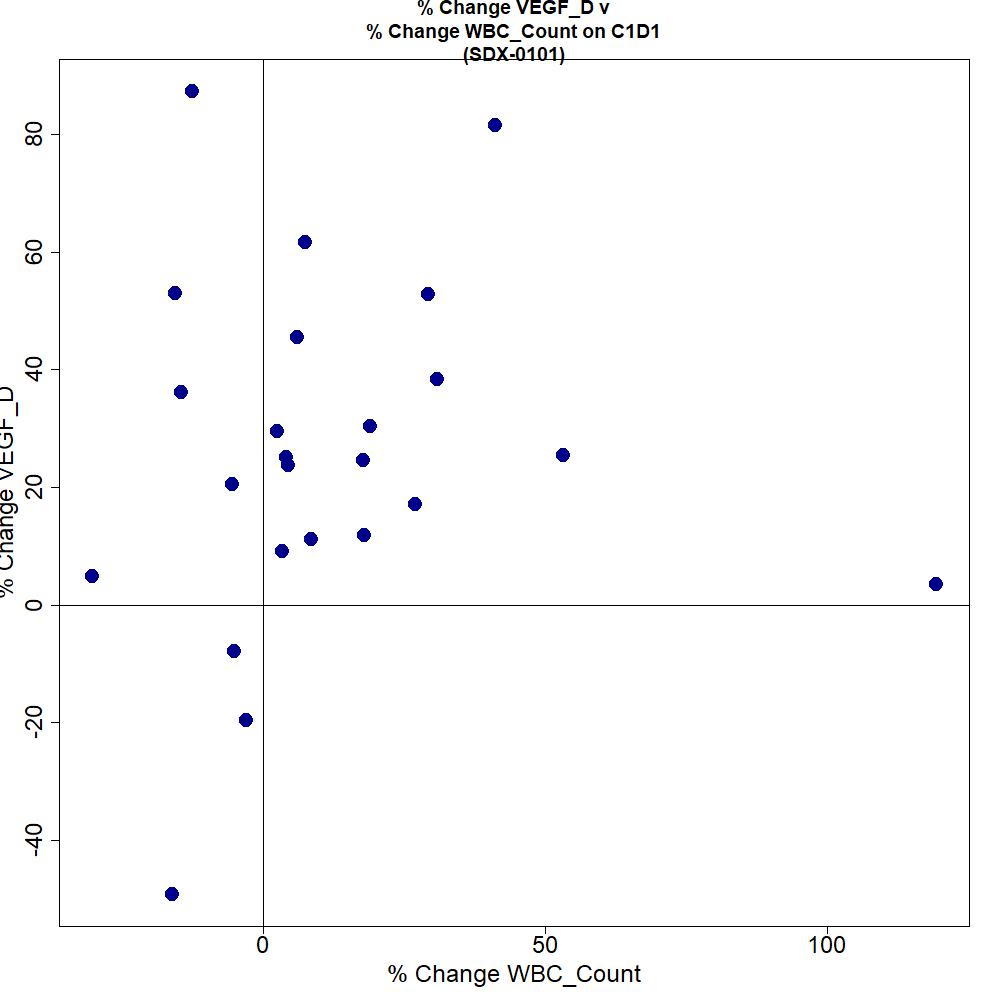 % Change VEGF_D v
% Change WBC_Count on C1D1
(SDX-0101)
80
60
40
20
0
-20
-40
% Change VEGF_D
0
50
100
% Change WBC_Count